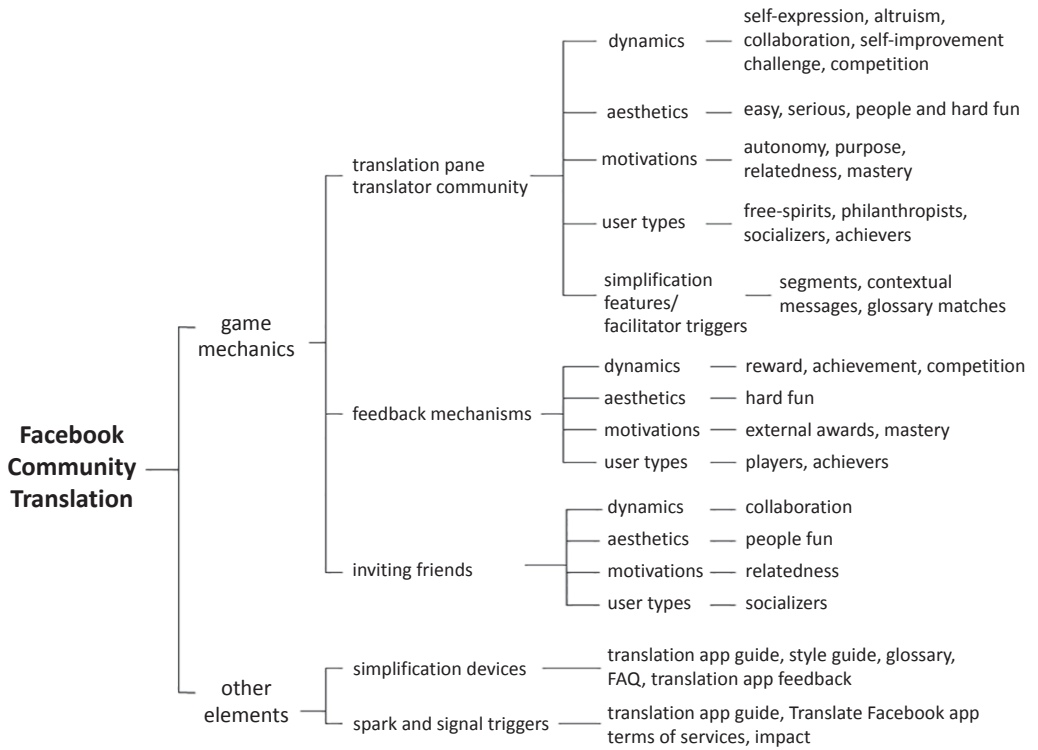 Facebook
Community
Translation
game
mechanics
translation pane
translator community
dynamics
self-expression, altruism,
collaboration, self-improvement
challenge, competition
aesthetics
easy, serious, people and hard fun
motivations
autonomy, purpose,
relatedness, mastery
user types
free-spirits, philanthropists,
socializers, achievers
simplification
features/
facilitator triggers
segments, contextual
messages, glossary matches
feedback mechanisms
dynamics
reward, achievement, competition
aesthetics
hard fun
motivations
external awards, mastery
user types
players, achievers
inviting friends
dynamics
collaboration
aesthetics
people fun
motivations
relatedness
user types
socializers
other
elements
simplification devices
translation app guide, style guide, glossary,
FAQ, translation app feedback
spark and signal triggers
translation app guide, Translate Facebook app
terms of services, impact